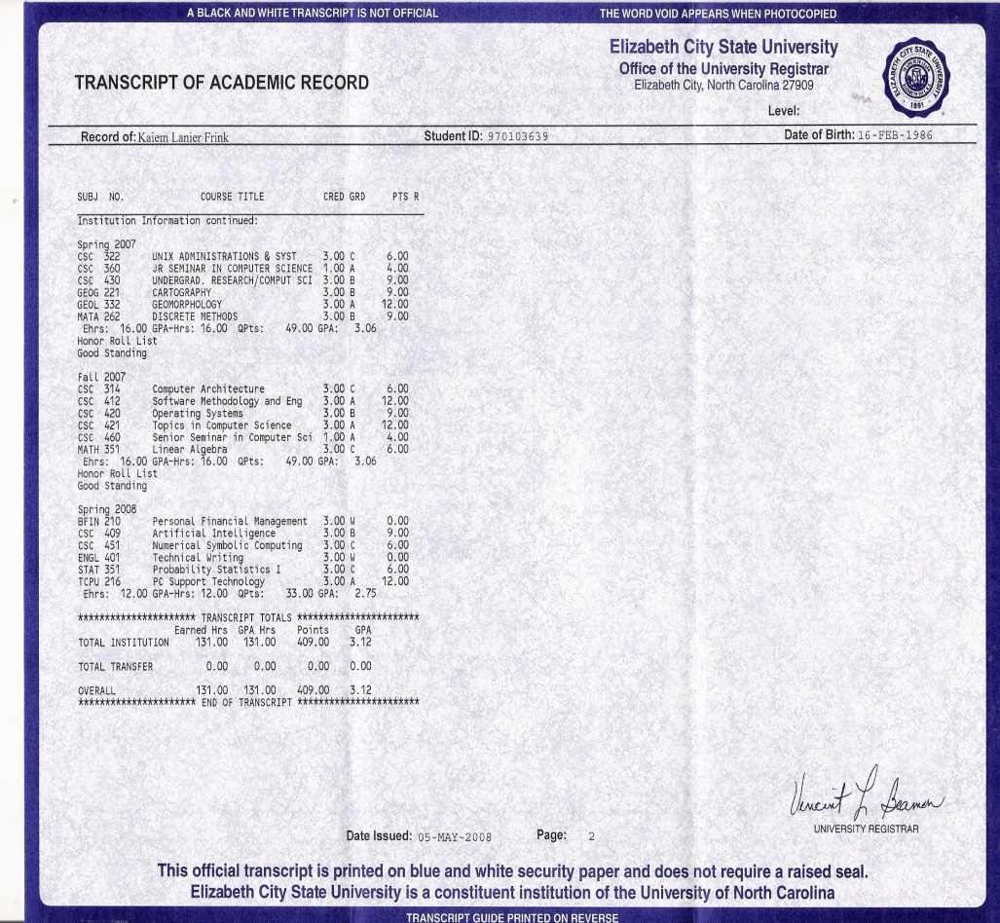 A BLACK AND WHITE TRANSCRIPT IS NOT OFFICIAL THE WORD VOID APPEARS WHEN PHOTOCOPIED
Elizabeth City State University
Office of the University Registrar
Elizabeth City, North Carolina 27909
TRANSCRIPT OF ACADEMIC RECORD
ELIZABETH CITY STATE UNIVERSITY
1891
Level:
Record of: Kaiem Lanier Frink Student ID: 970103639 Date of Birth: 16-FEB-1986
SUBJ NO. COURSE TITLE CRED GRD PTS R
Institution Information continued:
Spring 2007
CSC 322 UNIX ADMINISTRATIONS & SYST 3.00 C 6.00
CSC 360 JR SEMINAR IN COMPUTER SCIENCE 1.00 A 4.00
CSC 430 UNDERGRAD. RESEARCH/COMPUT SCI 3.00 B 9.00
GEOG 221 CARTOGRAPHY 3.00 B 9.00
GEOL 332 GEOMORPHOLOGY 3.00 A 12.00
MATA 262 DISCRETE METHODS 3.00 B 9.00
Ehrs: 16.00 GPA-Hrs: 16.00 QPts: 49.00 GPA: 3.06
Honor Roll List
Good Standing
Fall 2007
CSC 314 Computer Architecture 3.00 C 6.00
CSC 412 Software Methodology and Eng 3.00 A 12.00
CSC 420 Operating Systems 3.00 B 9.00
CSC 421 Topics in Computer Science 3.00 A 12.00
CSC 460 Senior Seminar in Computer Sci 1.00 A 4.00
MATH 351 Linear Algebra 3.00 C 6.00
Ehrs: 16.00 GPA-Hrs: 16.00 QPts: 49.00 GPA: 3.06
Honor Roll List
Good Standing
Spring 2008
BFIN 210 Personal Financial Management 3.00 W 0.00
CSC 409 Artificial Intelligence 3.00 B 9.00
CSC 451 Numerical Symbolic Computing 3.00 C 6.00
ENGL 401 Technical Writing 3.00 W 0.00
STAT 351 Probability Statistics I 3.00 C 6.00
TCPU 216 PC Support Technology 3.00 A 12.00
Ehrs: 12.00 GPA-Hrs: 12.00 QPts: 33.00 GPA: 2.75
********************** TRANSCRIPT TOTALS ***********************
Earned Hrs GPA Hrs Points GPA
TOTAL INSTITUTION 131.00 131.00 409.00 3.12
TOTAL TRANSFER 0.00 0.00 0.00 0.00
OVERALL 131.00 131.00 409.00 3.12
********************** END OF TRANSCRIPT ***********************
Vincent L Beamon
UNIVERSITY REGISTRAR
Date Issued: 05-MAY-2008 Page: 2
This official transcript is printed on blue and white security paper and does not require a raised seal.
Elizabeth City State University is a constituent institution of the University of North Carolina
TRANSCRIPT GUIDE PRINTED ON REVERSE